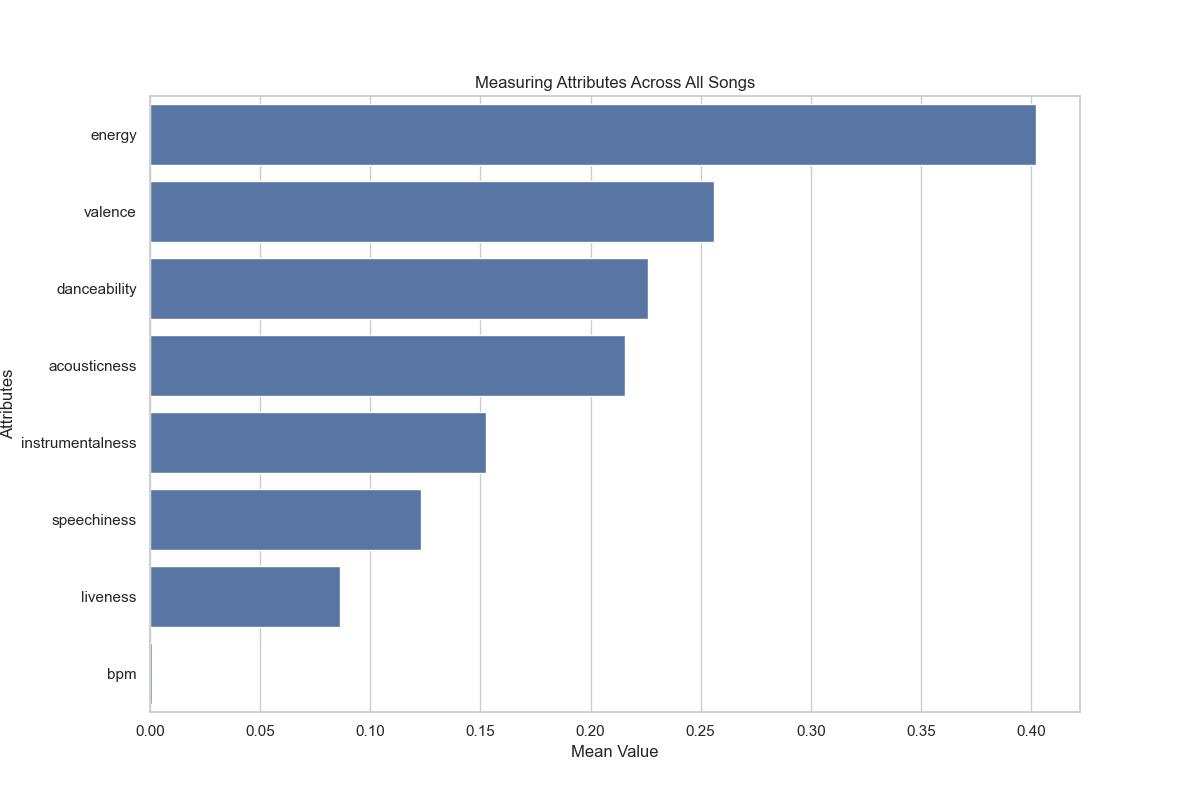 Measuring Attributes Across All Songs
Attributes
energy
valence
danceability
acousticness
instrumentalness
speechiness
liveness
bpm
0.00 0.05 0.10 0.15 0.20 0.25 0.30 0.35 0.40
Mean Value